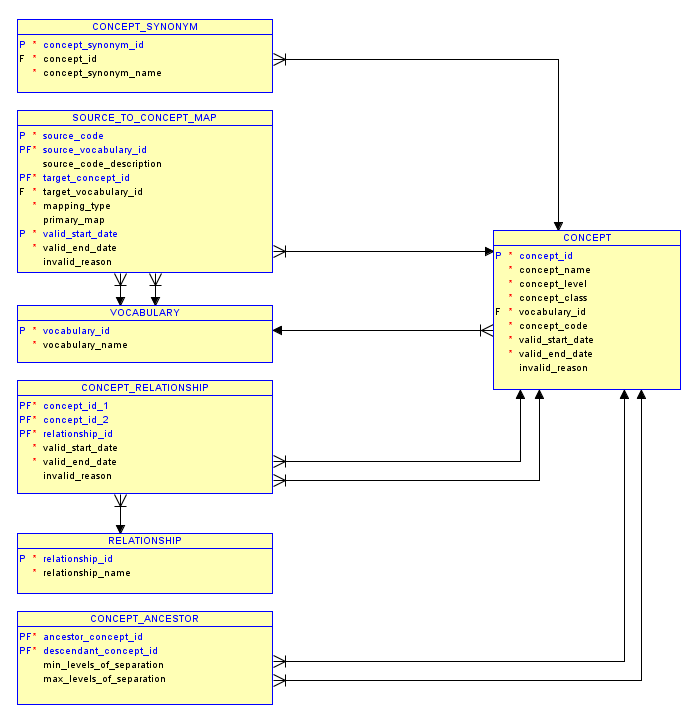 CONCEPT_SYNONYM
P * concept_synonym_id
F * concept_id
* concept_synonym_name
SOURCE_TO_CONCEPT_MAP
P * source_code
PF* source_vocabulary_id
source_code_description
PF* target_concept_id
F * target_vocabulary_id
* mapping_type
primary_map
P * valid_start_date
* valid_end_date
invalid_reason
VOCABULARY
P * vocabulary_id
* vocabulary_name
CONCEPT
P * concept_id
* concept_name
* concept_level
* concept_class
F * vocabulary_id
* concept_code
* valid_start_date
* valid_end_date
invalid_reason
CONCEPT_RELATIONSHIP
PF* concept_id_1
PF* concept_id_2
PF* relationship_id
* valid_start_date
* valid_end_date
invalid_reason
RELATIONSHIP
P * relationship_id
* relationship_name
CONCEPT_ANCESTOR
PF* ancestor_concept_id
PF* descendant_concept_id
min_levels_of_separation
max_levels_of_separation